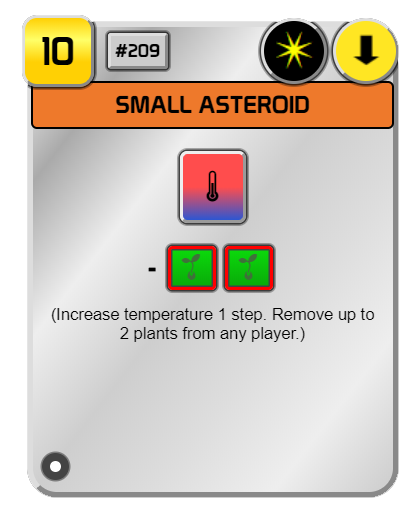 10
#209
SMALL ASTEROID
-
(Increase temperature 1 step. Remove up to
2 plants from any player.)